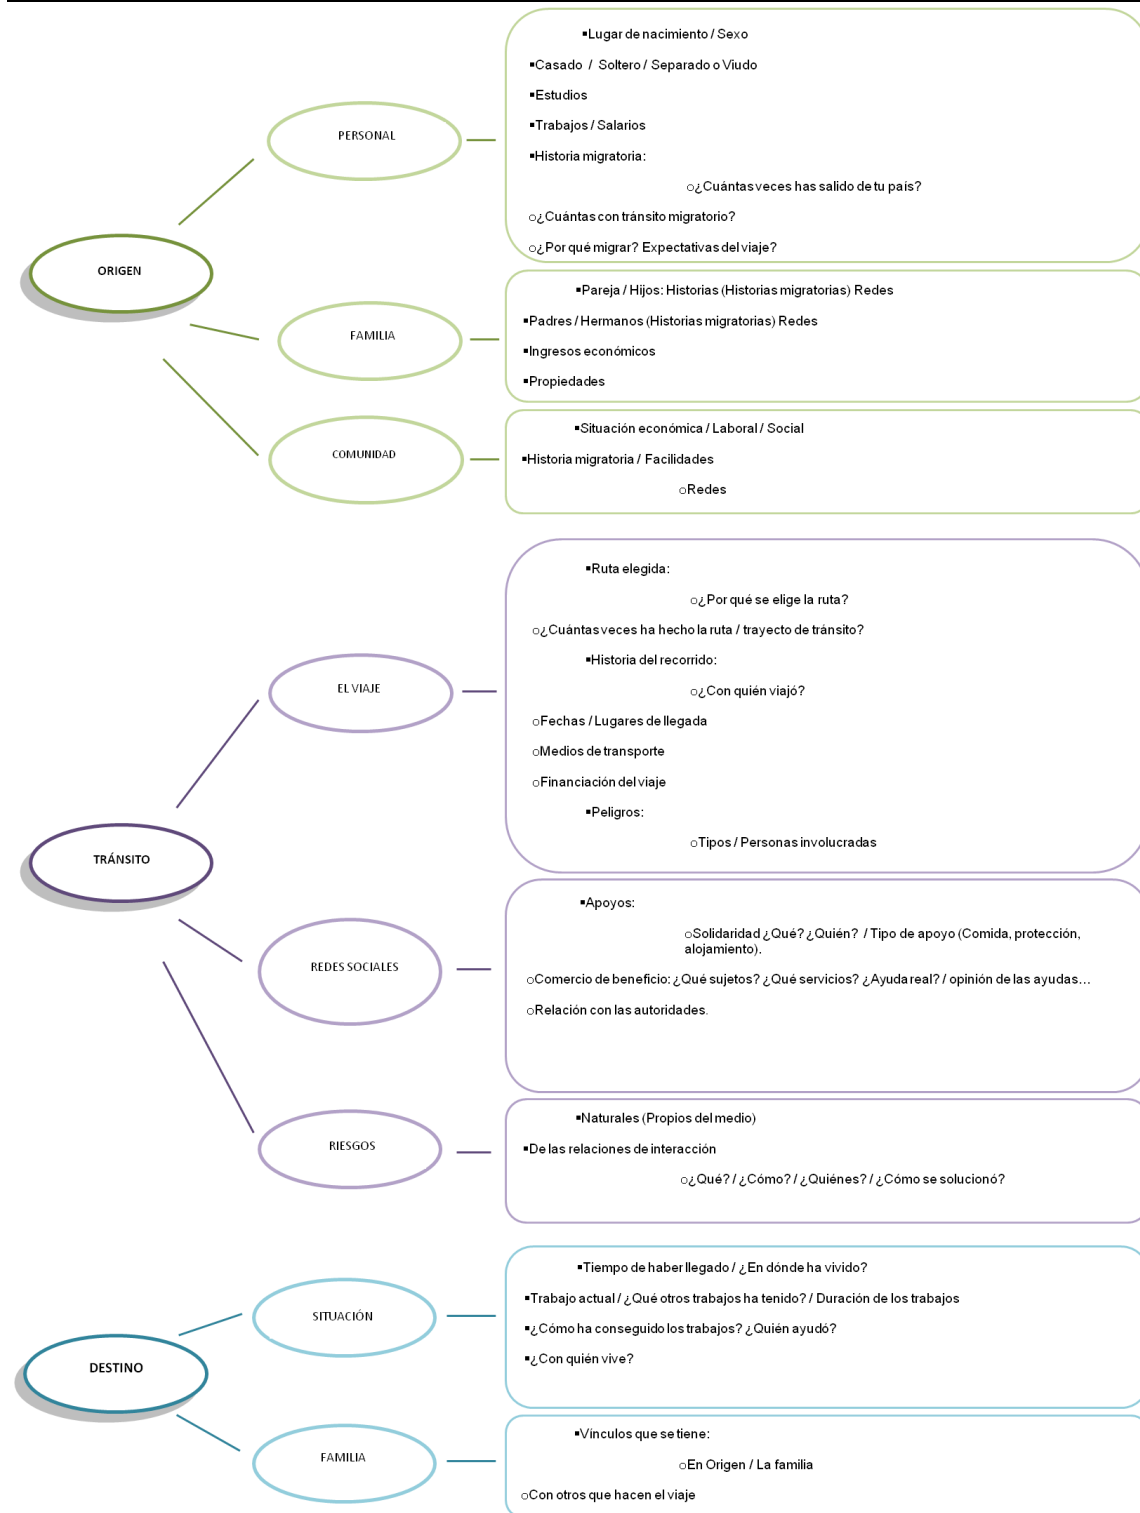 ORIGEN
PERSONAL
▪Lugar de nacimiento / Sexo
▪Casado / Soltero / Separado o Viudo
▪Estudios
▪Trabajos / Salarios
▪Historia migratoria:
o¿Cuántas veces has salido de tu país?
o¿Cuántas con tránsito migratorio?
o¿Por qué migrar? Expectativas del viaje?
FAMILIA
▪Pareja / Hijos: Historias (Historias migratorias) Redes
▪Padres / Hermanos (Historias migratorias) Redes
▪Ingresos económicos
▪Propiedades
COMUNIDAD
▪Situación económica / Laboral / Social
▪Historia migratoria / Facilidades
oRedes
TRÁNSITO
EL VIAJE
▪Ruta elegida:
o¿Por qué se elige la ruta?
o¿Cuántas veces ha hecho la ruta / trayecto de tránsito?
▪Historia del recorrido:
o¿Con quién viajó?
oFechas / Lugares de llegada
oMedios de transporte
oFinanciación del viaje
▪Peligros:
oTipos / Personas involucradas
REDES SOCIALES
▪Apoyos:
oSolidaridad ¿Qué? ¿Quién? / Tipo de apoyo (Comida, protección,
alojamiento).
oComercio de beneficio: ¿Qué sujetos? ¿Qué servicios? ¿Ayuda real? / opinión de las ayudas…
oRelación con las autoridades.
RIESGOS
▪Naturales (Propios del medio)
▪De las relaciones de interacción
o¿Qué? / ¿Cómo? / ¿Quiénes? / ¿Cómo se solucionó?
DESTINO
SITUACIÓN
▪Tiempo de haber llegado / ¿En dónde ha vivido?
▪Trabajo actual / ¿Qué otros trabajos ha tenido? / Duración de los trabajos
▪¿Cómo ha conseguido los trabajos? ¿Quién ayudó?
▪¿Con quién vive?
FAMILIA
▪Vínculos que se tiene:
oEn Origen / La familia
oCon otros que hacen el viaje